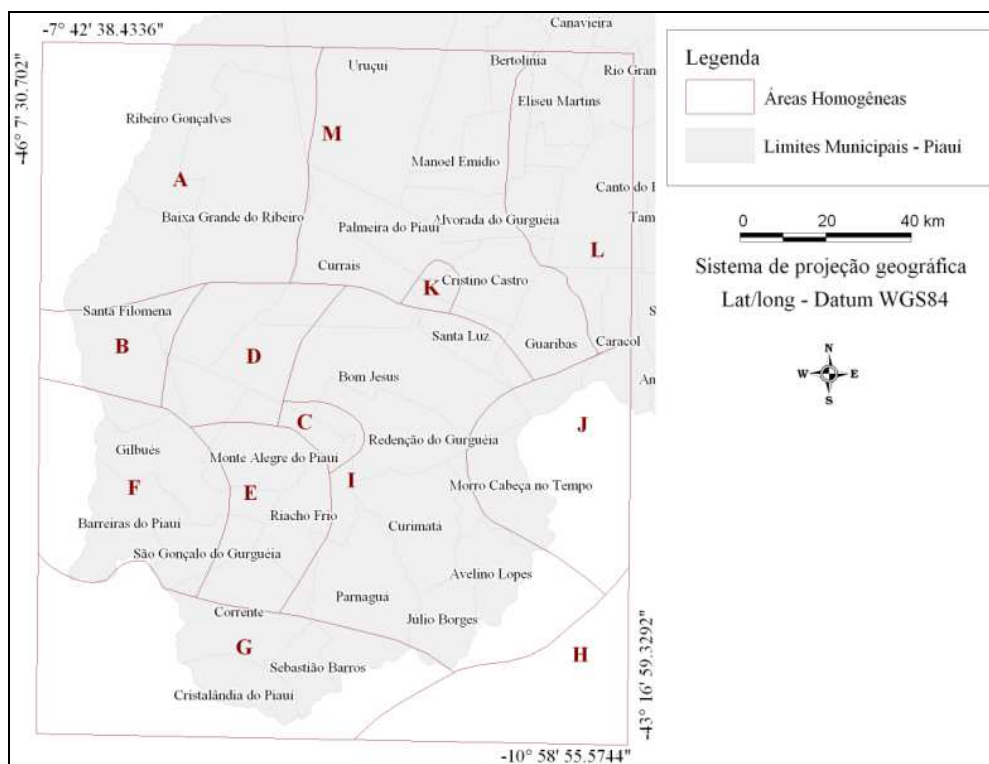 Canavieira
-7° 42' 38.4336"
Uruçuí
Bertolínia
Rio Gran
Eliseu Martins
-46° 7' 30.702"
Ribeiro Gonçalves
M
Manoel Emídio
A
Canto do B
Baixa Grande do Ribeiro
Palmeira do Piauí
Alvorada do Gurguéia
Tam
L
Currais
K
Cristino Castro
Santa Filomena
S
B
D
Santa Luz
Guaribas
Caracol
Bom Jesus
An
C
J
Gilbués
Monte Alegre do Piauí
Redenção do Gurguéia
F
E
I
Morro Cabeça no Tempo
Barreiras do Piauí
Riacho Frio
Curimatá
São Gonçalo do Gurguéia
Avelino Lopes
Parnaguá
Corrente
Júlio Borges
G
H
Sebastião Barros
Cristalândia do Piauí
-43° 16' 59.3292"
-10° 58' 55.5744"
Legenda
Áreas Homogêneas
Limites Municipais - Piauí
0 20 40 km
Sistema de projeção geográfica
Lat/long - Datum WGS84
N
W E
S